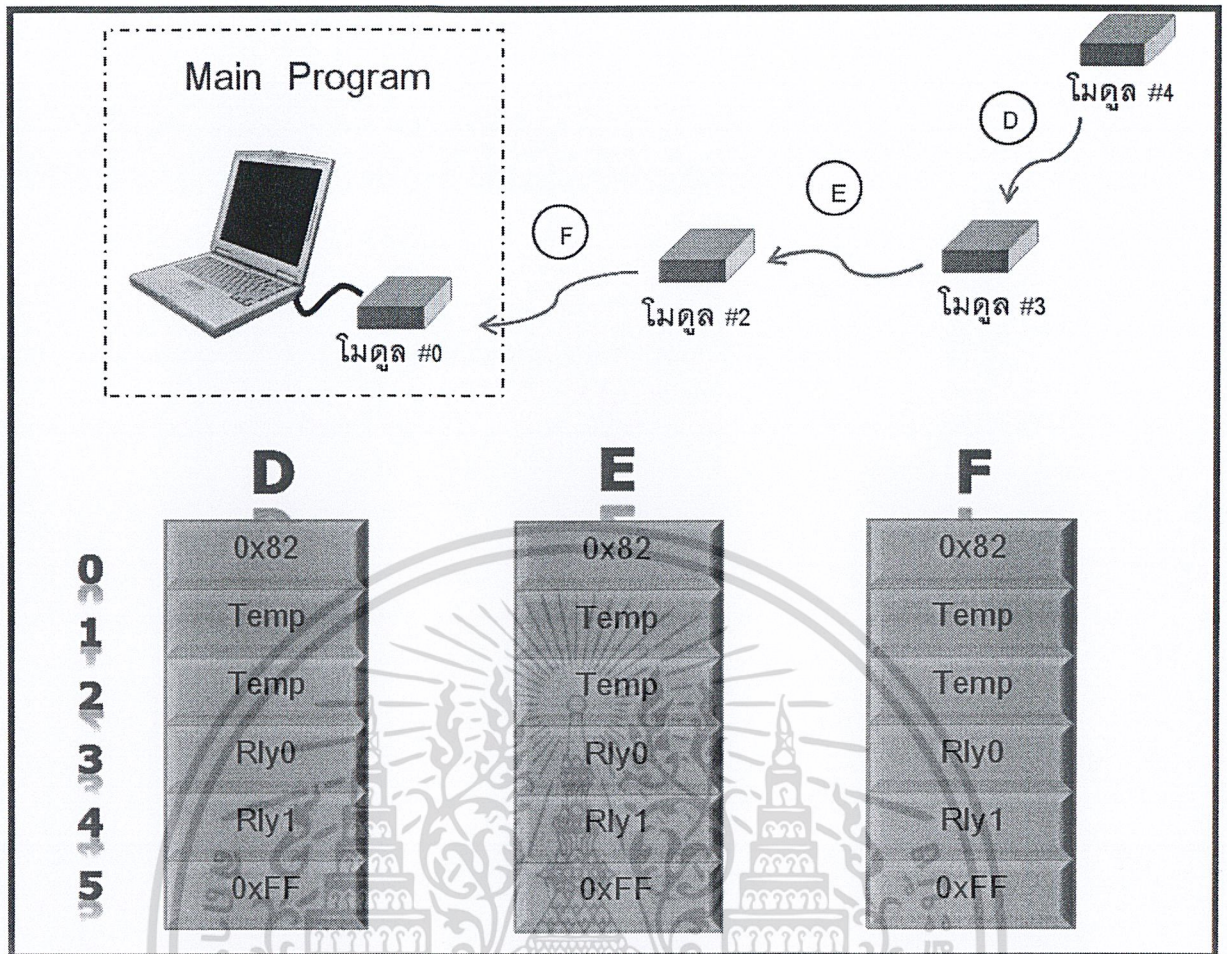 Main Program
โมดูล #4
D
E
F
โมดูล #3
โมดูล #2
โมดูล #0
D E F
0 0x82 0x82 0x82
1 Temp Temp Temp
2 Temp Temp Temp
3 Rly0 Rly0 Rly0
4 Rly1 Rly1 Rly1
5 0xFF 0xFF 0xFF